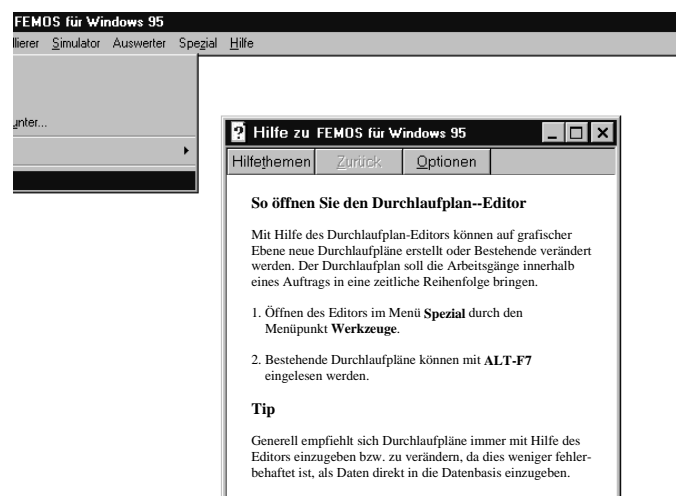 FEMOS für Windows 95
llierer Simulator Auswerter Spezial Hilfe
unter...
Hilfe zu FEMOS für Windows 95
Hilfethemen Zurück Optionen
So öffnen Sie den Durchlaufplan--Editor
Mit Hilfe des Durchlaufplan-Editors können auf grafischer
Ebene neue Durchlaufpläne erstellt oder Bestehende verändert
werden. Der Durchlaufplan soll die Arbeitsgänge innerhalb
eines Auftrags in eine zeitliche Reihenfolge bringen.
1. Öffnen des Editors im Menü Spezial durch den
Menüpunkt Werkzeuge.
2. Bestehende Durchlaufpläne können mit ALT-F7
eingelesen werden.
Tip
Generell empfiehlt sich Durchlaufpläne immer mit Hilfe des
Editors einzugeben bzw. zu verändern, da dies weniger fehler-
behaftet ist, als Daten direkt in die Datenbasis einzugeben.